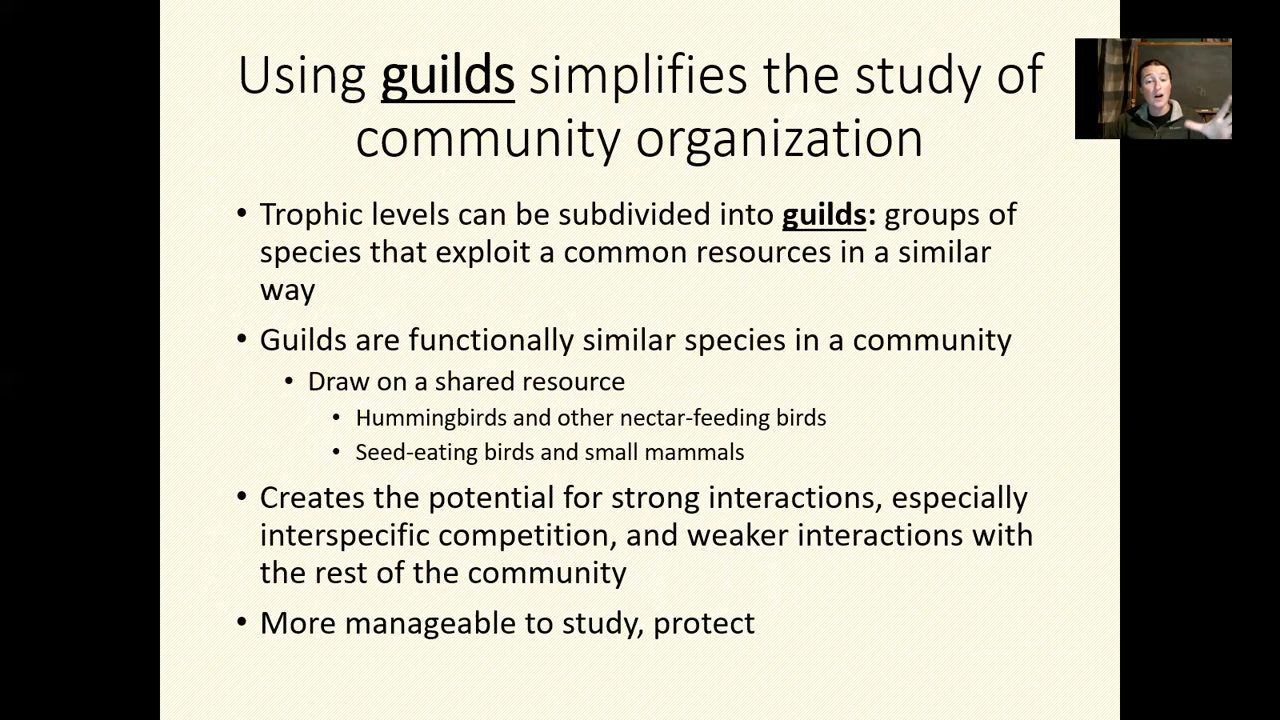 Using guilds simplifies the study of
community organization
• Trophic levels can be subdivided into guilds: groups of
species that exploit a common resources in a similar
way
• Guilds are functionally similar species in a community
• Draw on a shared resource
• Hummingbirds and other nectar-feeding birds
• Seed-eating birds and small mammals
• Creates the potential for strong interactions, especially
interspecific competition, and weaker interactions with
the rest of the community
• More manageable to study, protect